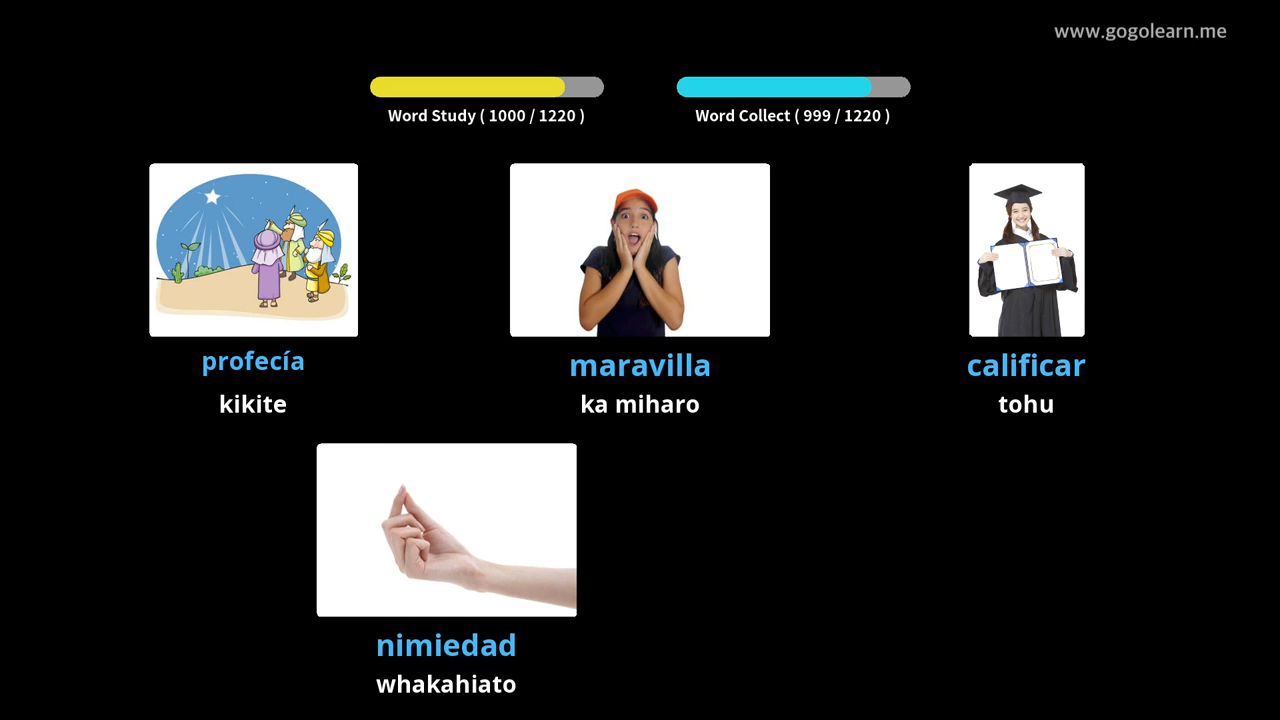 www.gogolearn.me
Word Study ( 1000 / 1220 )
Word Collect ( 999 / 1220 )
profecía
kikite
maravilla
ka miharo
calificar
tohu
nimiedad
whakahiato